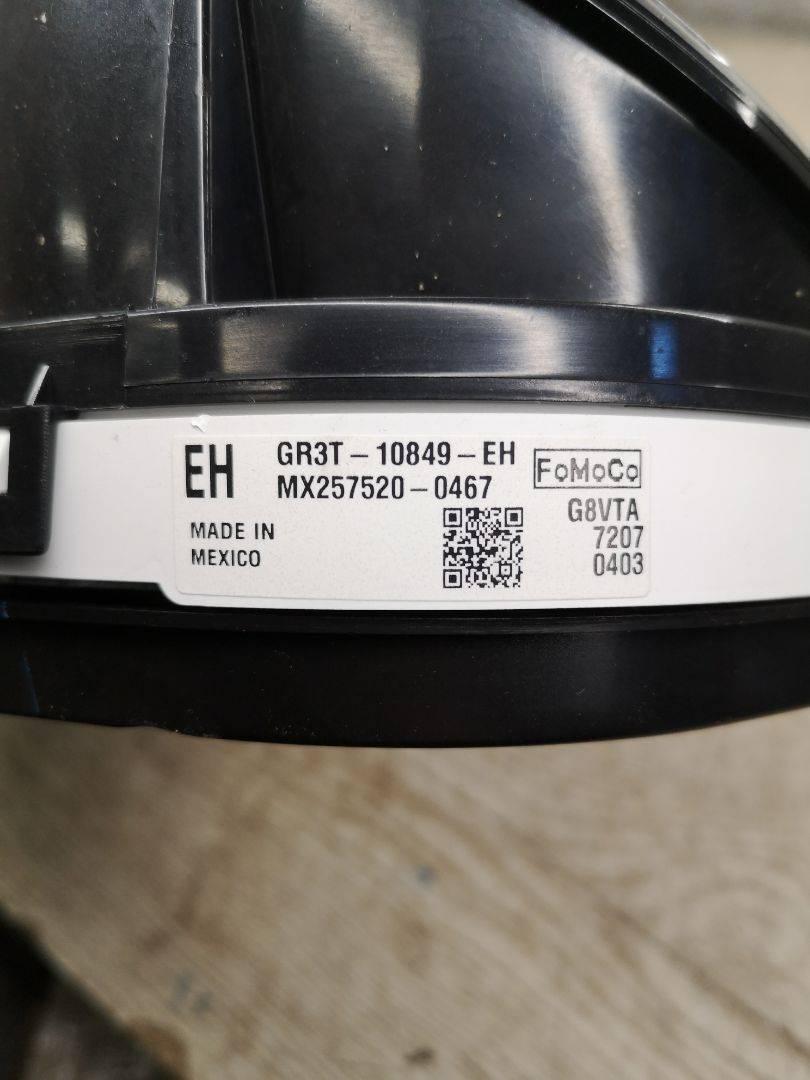 EH
GR3T-10849-EH
MX257520-0467
FoMoCo
MADE IN
MEXICO
G8VTA
7207
0403